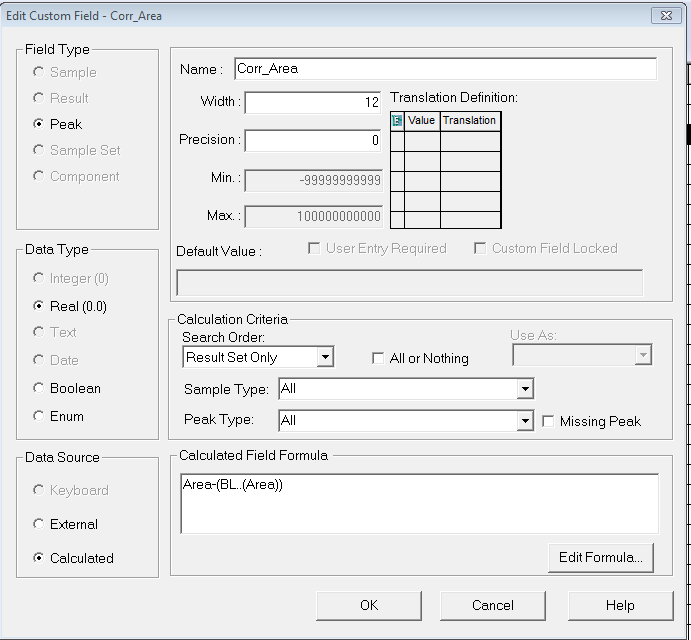 Edit Custom Field - Corr_Area
Field Type
Sample
Result
Peak
Sample Set
Component
Name :
Corr_Area
Width :
12
Precision :
0
Min. :
-99999999999
Max. :
100000000000
Translation Definition:
Value Translation
Default Value :
User Entry Required
Custom Field Locked
Data Type
Integer (0)
Real (0.0)
Text
Date
Boolean
Enum
Calculation Criteria
Search Order:
Result Set Only
All or Nothing
Use As:
Sample Type:
All
Peak Type:
All
Missing Peak
Data Source
Keyboard
External
Calculated
Calculated Field Formula
Area-(BL..(Area))
Edit Formula...
OK
Cancel
Help